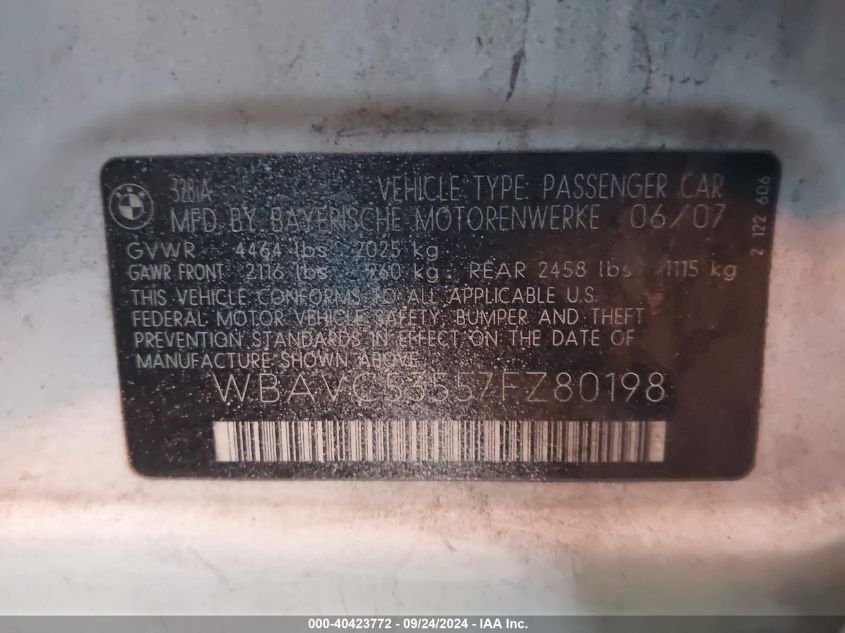 BMW
328iA VEHICLE TYPE: PASSENGER CAR
MFD BY BAYERISCHE MOTORENWERKE 06/07
GVWR 4464 lbs 2025 kg
GAWR FRONT 2116 lbs 960 kg REAR 2458 lbs 1115 kg
THIS VEHICLE CONFORMS TO ALL APPLICABLE U.S.
FEDERAL MOTOR VEHICLE SAFETY, BUMPER AND THEFT
PREVENTION STANDARDS IN EFFECT ON THE DATE OF
MANUFACTURE SHOWN ABOVE.
WBAVC53557FZ80198
2 122 606
000-40423772 - 09/24/2024 - IAA Inc.